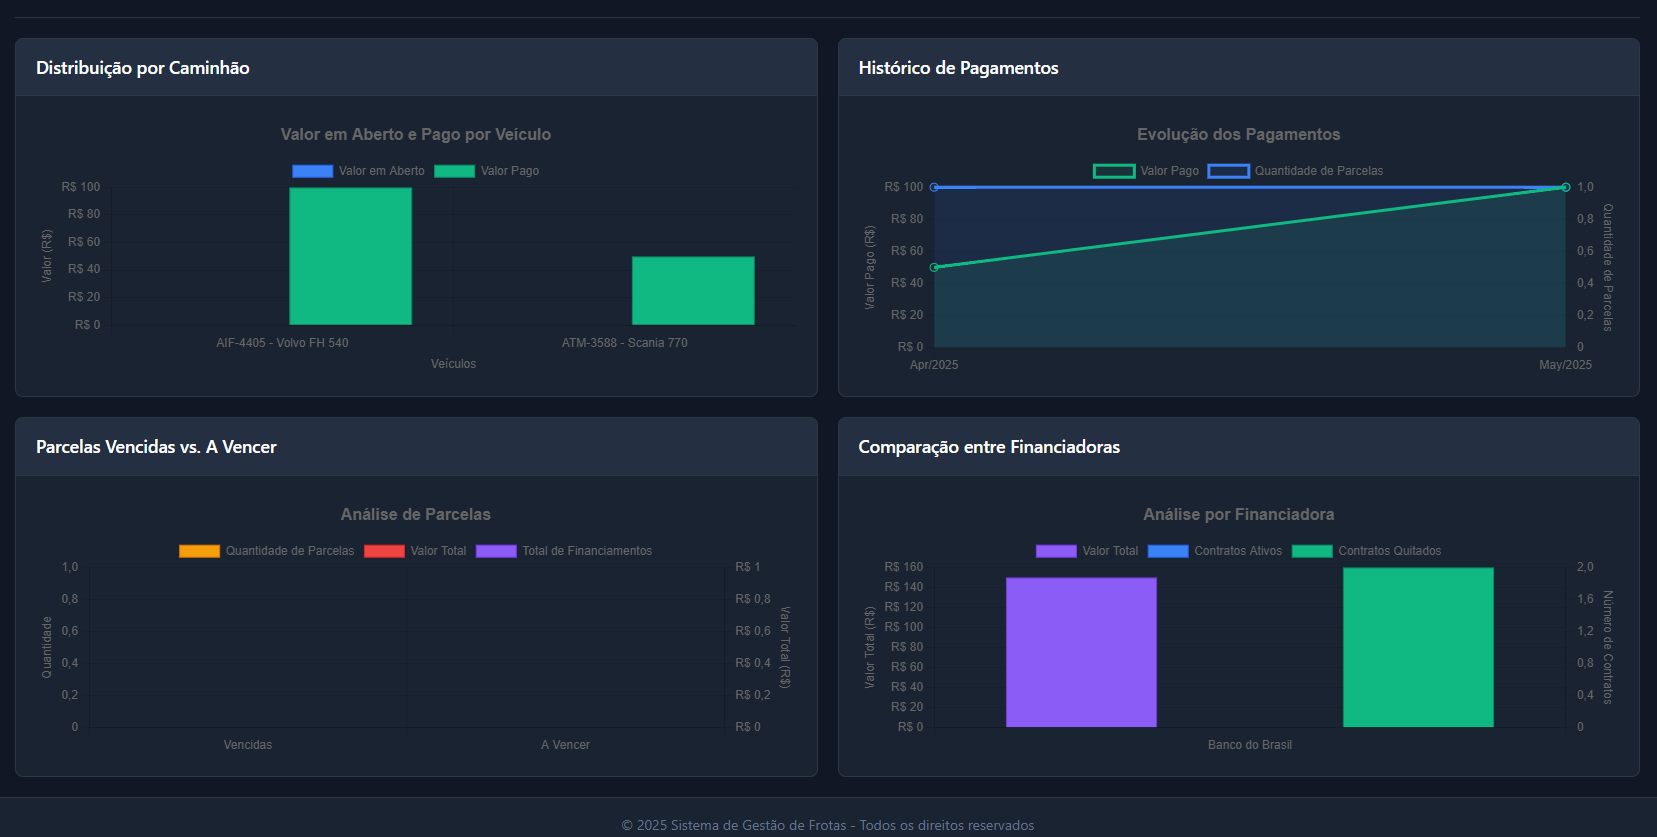 Distribuição por Caminhão
Valor em Aberto e Pago por Veículo
Valor em Aberto
Valor Pago
R$ 100
R$ 80
R$ 60
R$ 40
R$ 20
R$ 0
Valor (R$)
AIF-4405 - Volvo FH 540
ATM-3588 - Scania 770
Veículos
Histórico de Pagamentos
Evolução dos Pagamentos
Valor Pago
Quantidade de Parcelas
R$ 100
R$ 80
R$ 60
R$ 40
R$ 20
R$ 0
Valor Pago (R$)
1,0
0,8
0,6
0,4
0,2
0
Quantidade de Parcelas
Apr/2025
May/2025
Parcelas Vencidas vs. A Vencer
Análise de Parcelas
Quantidade de Parcelas
Valor Total
Total de Financiamentos
1,0
0,8
0,6
0,4
0,2
0
Quantidade
R$ 1
R$ 0,8
R$ 0,6
R$ 0,4
R$ 0,2
R$ 0
Valor Total (R$)
Vencidas
A Vencer
Comparação entre Financiadoras
Análise por Financiadora
Valor Total
Contratos Ativos
Contratos Quitados
R$ 160
R$ 140
R$ 120
R$ 100
R$ 80
R$ 60
R$ 40
R$ 20
R$ 0
Valor Total (R$)
2,0
1,6
1,2
0,8
0,4
0
Número de Contratos
Banco do Brasil
© 2025 Sistema de Gestão de Frotas - Todos os direitos reservados